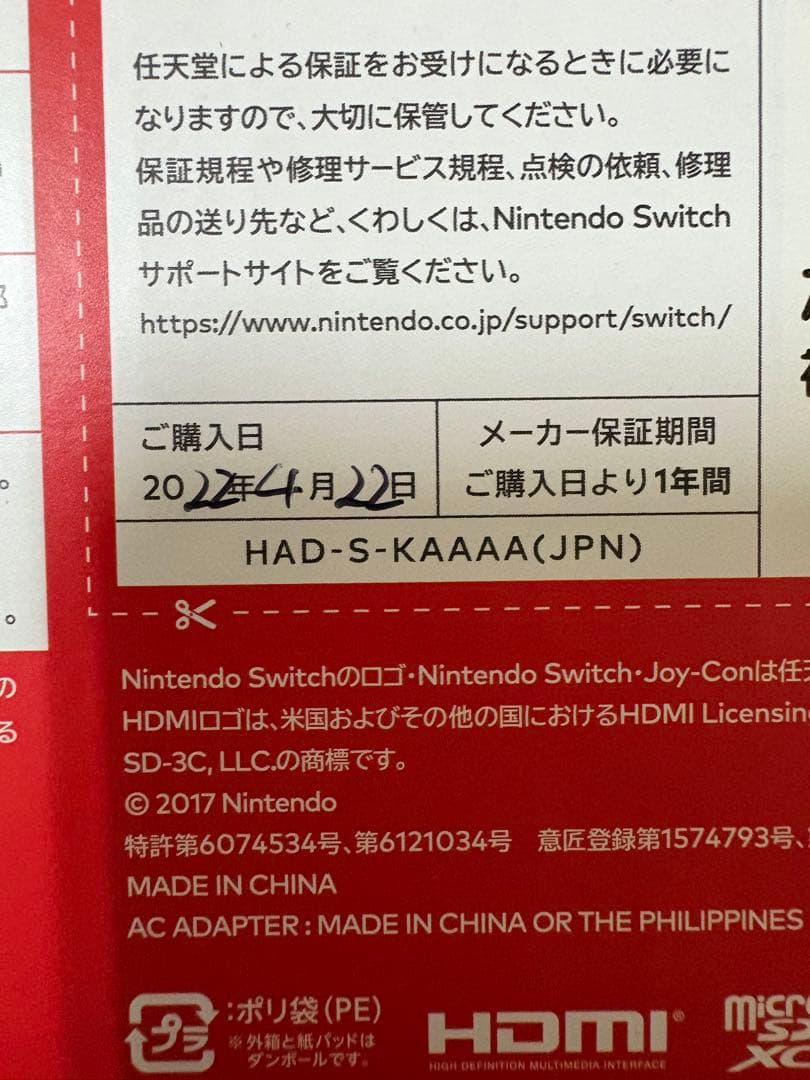 任天堂による保証をお受けになるときに必要に
なりますので、大切に保管してください。
保証規程や修理サービス規程、点検の依頼、修理
品の送り先など、くわしくは、Nintendo Switch
サポートサイトをご覧ください。
https://www.nintendo.co.jp/support/switch/
ご購入日
2022年4月22日
メーカー保証期間
ご購入日より1年間
HAD-S-KAAAA(JPN)
Nintendo Switchのロゴ・Nintendo Switch・Joy-Conは任天
HDMIロゴは、米国およびその他の国におけるHDMI Licensing
SD-3C, LLC.の商標です。
© 2017 Nintendo
特許第6074534号、第6121034号 意匠登録第1574793号、
MADE IN CHINA
AC ADAPTER : MADE IN CHINA OR THE PHILIPPINES
プラ
:ポリ袋(PE)
※外箱と紙パッドは
ダンボールです。
HDMI®
HIGH DEFINITION MULTIMEDIA INTERFACE
micro
SD
XC
。
。
の
る